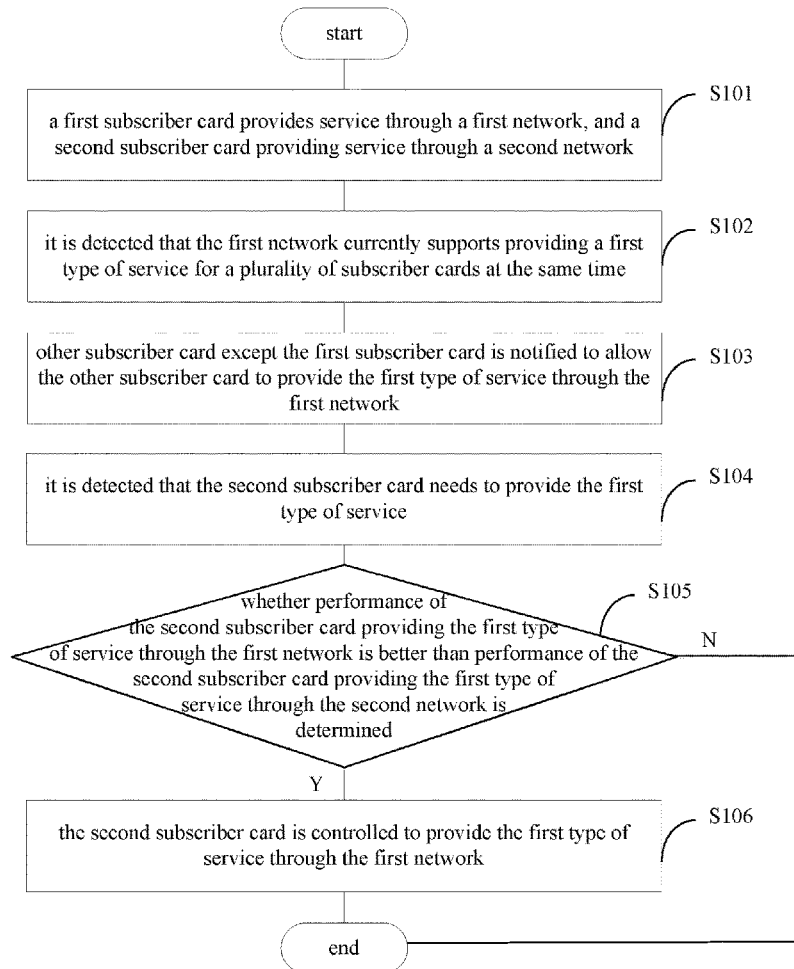 start
S101
a first subscriber card provides service through a first network, and a
second subscriber card providing service through a second network
S102
it is detected that the first network currently supports providing a first
type of service for a plurality of subscriber cards at the same time
S103
other subscriber card except the first subscriber card is notified to allow
the other subscriber card to provide the first type of service through the
first network
S104
it is detected that the second subscriber card needs to provide the first
type of service
S105
whether performance of
the second subscriber card providing the first type
of service through the first network is better than performance of the
second subscriber card providing the first type of
service through the second network is
determined
N
Y
S106
the second subscriber card is controlled to provide the first type of
service through the first network
end